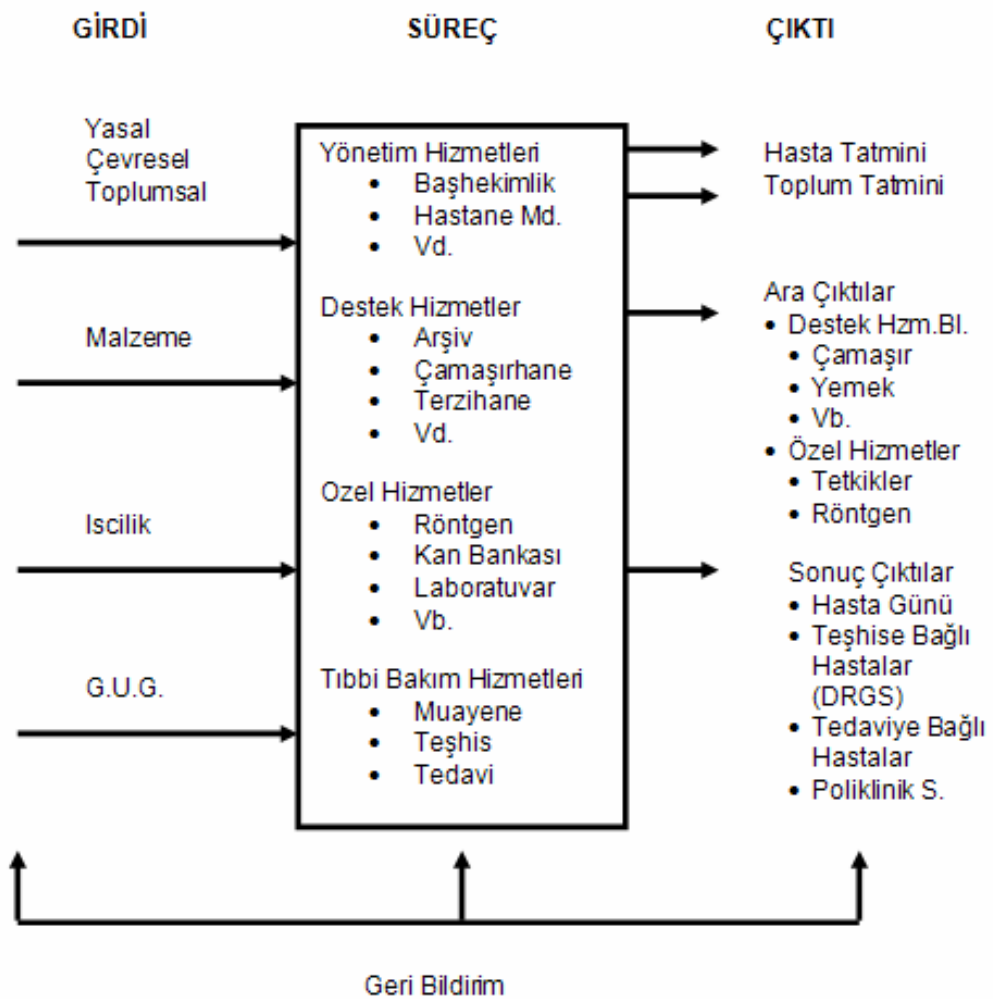 GİRDİ
SÜREÇ
ÇIKTI
Yasal
Çevresel
Toplumsal
Malzeme
Iscilik
G.U.G.
Yönetim Hizmetleri
• Başhekimlik
• Hastane Md.
• Vd.
Destek Hizmetler
• Arşiv
• Çamaşırhane
• Terzihane
• Vd.
Ozel Hizmetler
• Röntgen
• Kan Bankası
• Laboratuvar
• Vb.
Tıbbi Bakım Hizmetleri
• Muayene
• Teşhis
• Tedavi
Hasta Tatmini
Toplum Tatmini
Ara Çıktılar
• Destek Hzm.Bl.
• Çamaşır
• Yemek
• Vb.
• Özel Hizmetler
• Tetkikler
• Röntgen
Sonuç Çıktılar
• Hasta Günü
• Teşhise Bağlı
Hastalar
(DRGS)
• Tedaviye Bağlı
Hastalar
• Poliklinik S.
Geri Bildirim